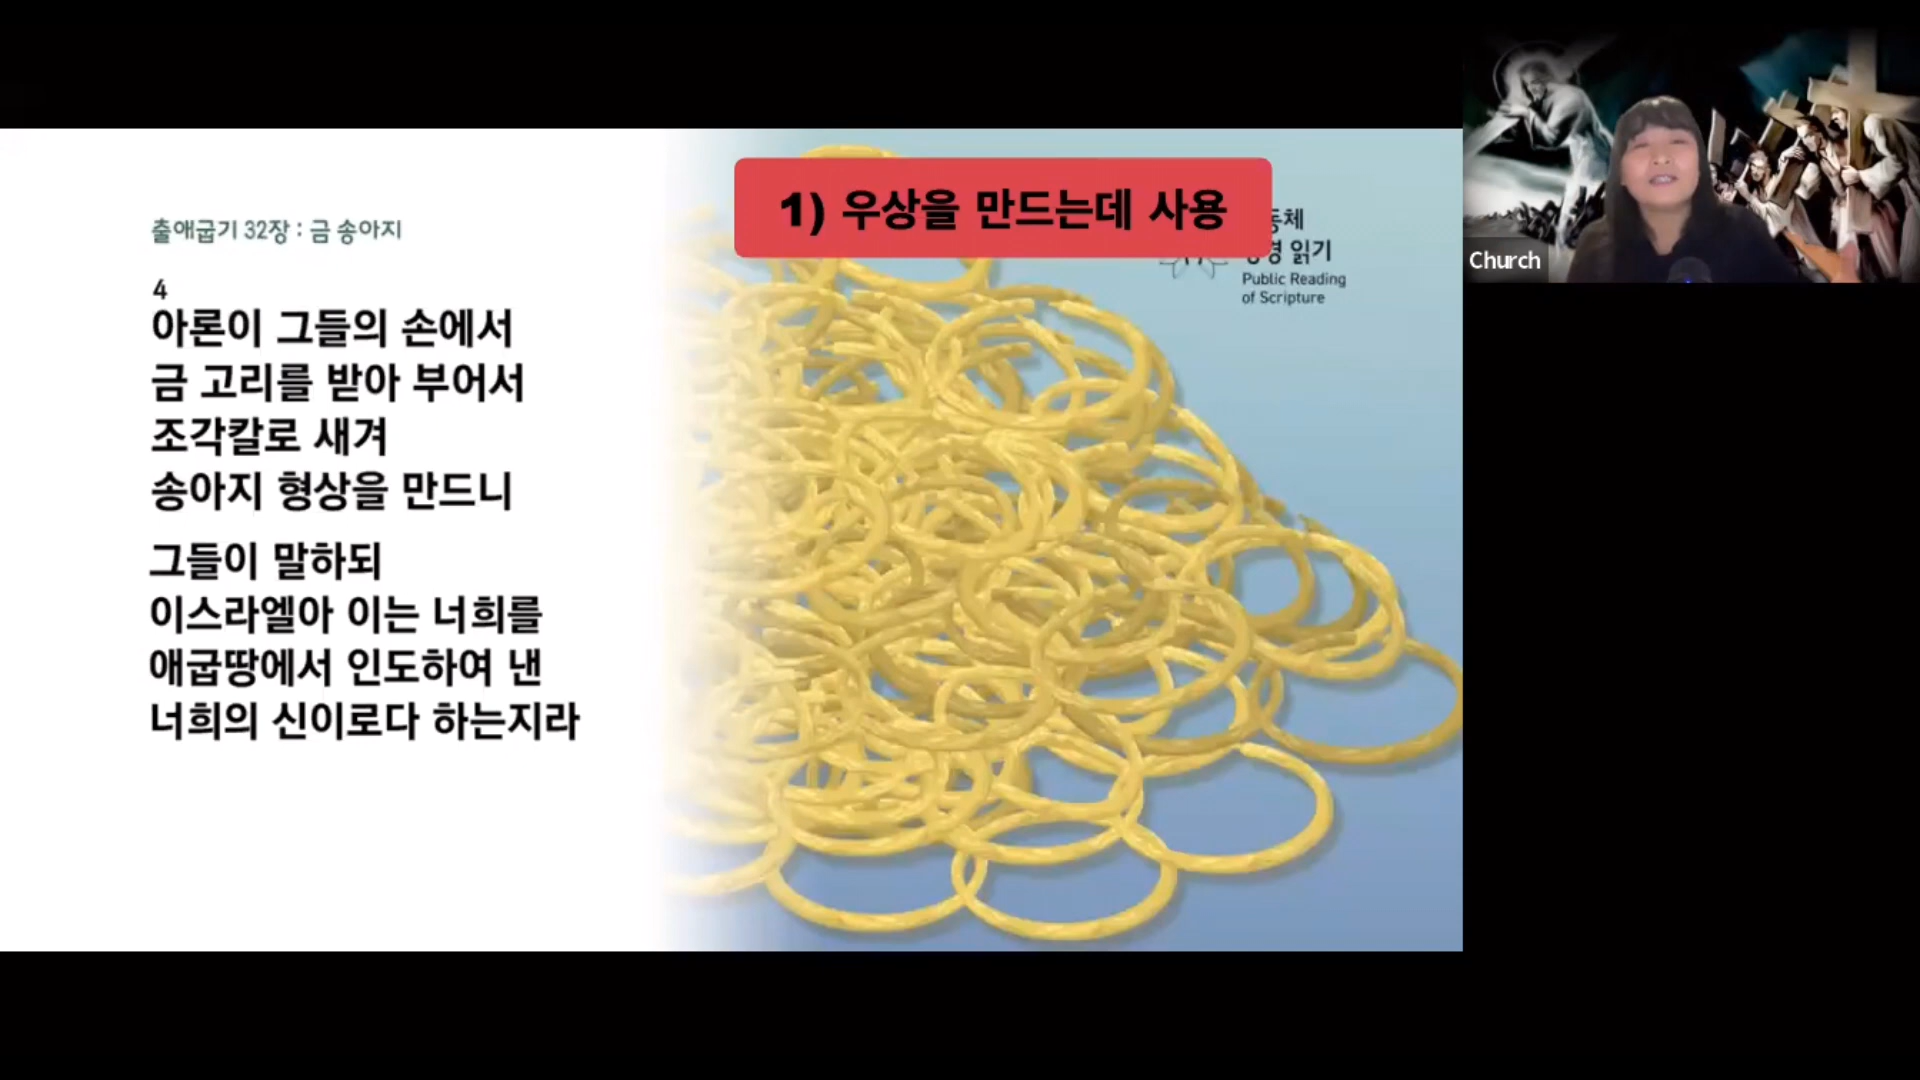 출애굽기 32장 : 금 송아지
4
아론이 그들의 손에서
금 고리를 받아 부어서
조각칼로 새겨
송아지 형상을 만드니
그들이 말하되
이스라엘아 이는 너희를
애굽땅에서 인도하여 낸
너희의 신이로다 하는지라
1) 우상을 만드는데 사용
동체
읽기
Public Reading
of Scripture
Church